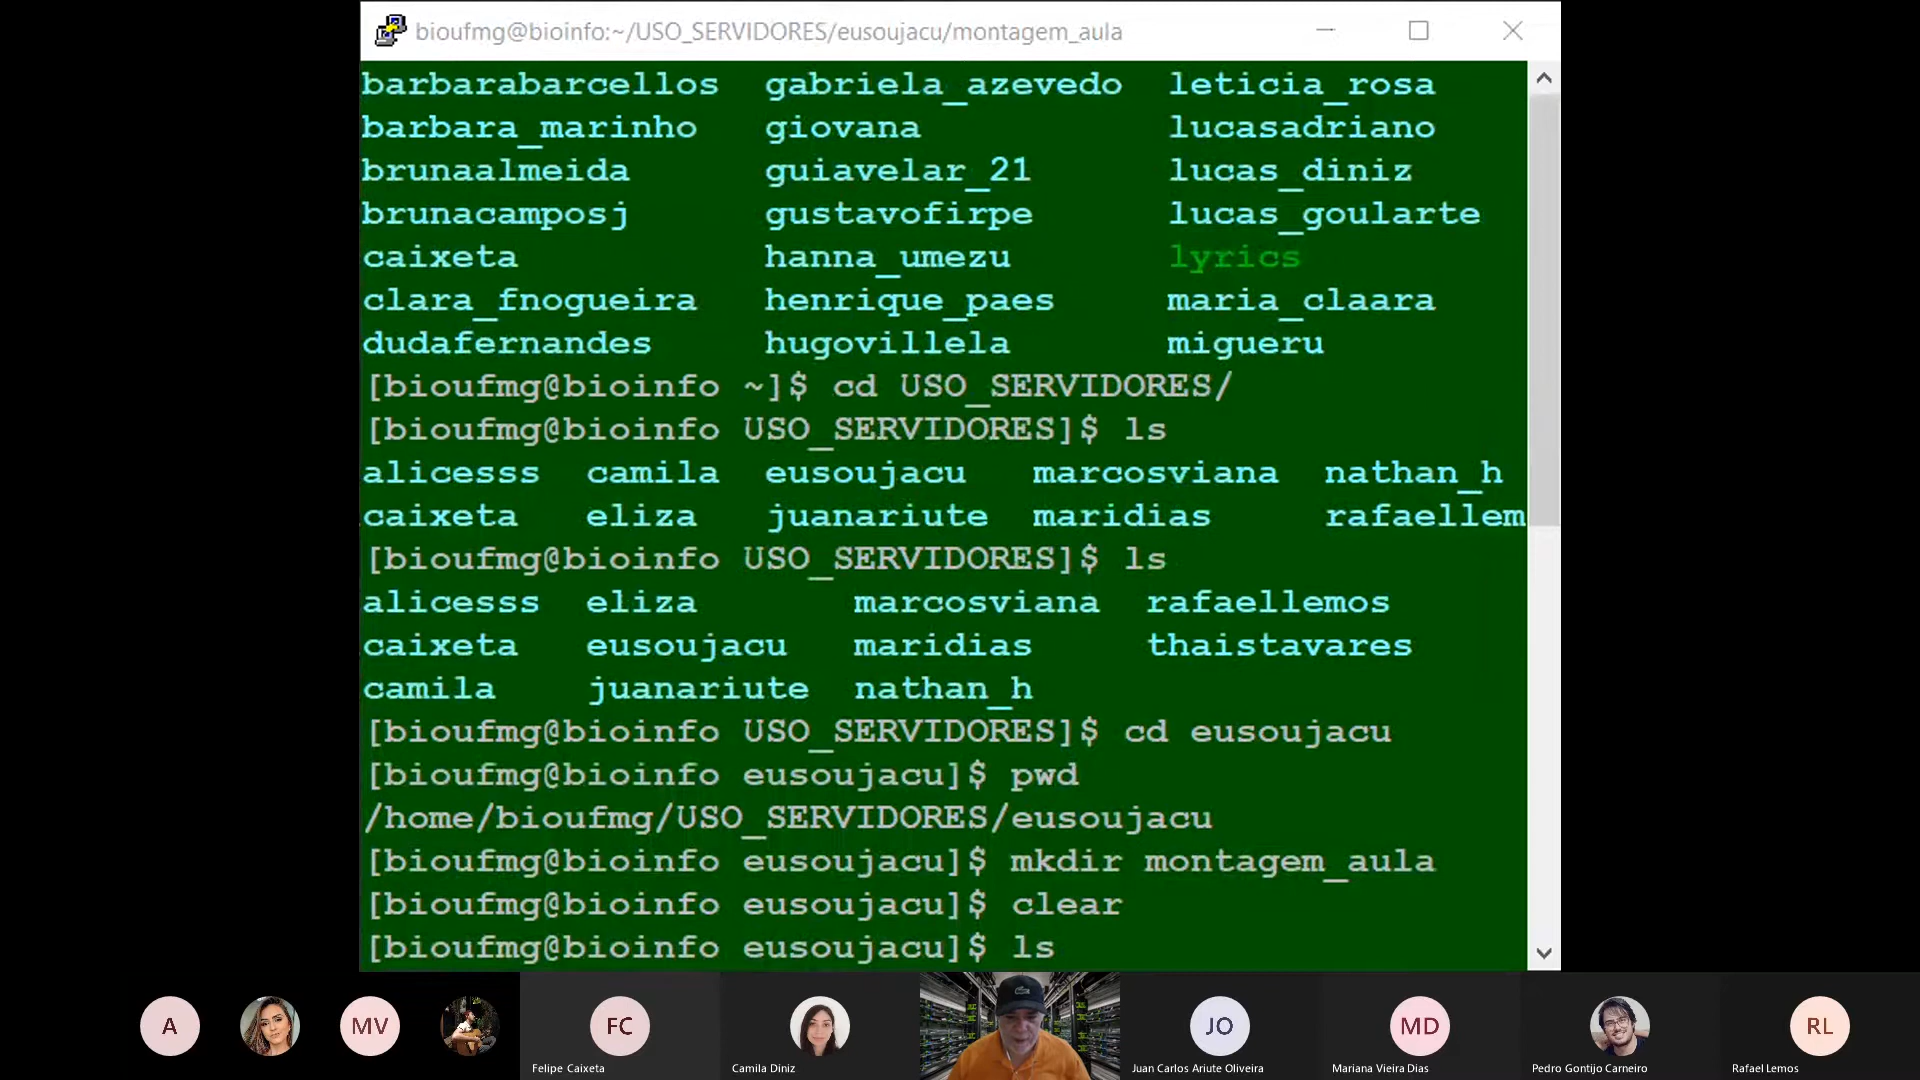 bioufmg@bioinfo:~/USO_SERVIDORES/eusoujacu/montagem_aula
barbarabarcellos gabriela_azevedo leticia_rosa
barbara_marinho giovana lucasadriano
brunaalmeida guiavelar_21 lucas_diniz
brunacamposj gustavofirpe lucas_goularte
caixeta hanna_umezu lyrics
clara_fnogueira henrique_paes maria_claara
dudafernandes hugovillela migueru
[bioufmg@bioinfo ~]$ cd USO_SERVIDORES/
[bioufmg@bioinfo USO_SERVIDORES]$ ls
alicesss camila eusoujacu marcosviana nathan_h
caixeta eliza juanariute maridias rafaellem
[bioufmg@bioinfo USO_SERVIDORES]$ ls
alicesss eliza marcosviana rafaellemos
caixeta eusoujacu maridias thaistavares
camila juanariute nathan_h
[bioufmg@bioinfo USO_SERVIDORES]$ cd eusoujacu
[bioufmg@bioinfo eusoujacu]$ pwd
/home/bioufmg/USO_SERVIDORES/eusoujacu
[bioufmg@bioinfo eusoujacu]$ mkdir montagem_aula
[bioufmg@bioinfo eusoujacu]$ clear
[bioufmg@bioinfo eusoujacu]$ ls
A MV FC JO MD RL
Felipe Caixeta Camila Diniz Juan Carlos Ariute Oliveira Mariana Vieira Dias Pedro Gontijo Carneiro Rafael Lemos